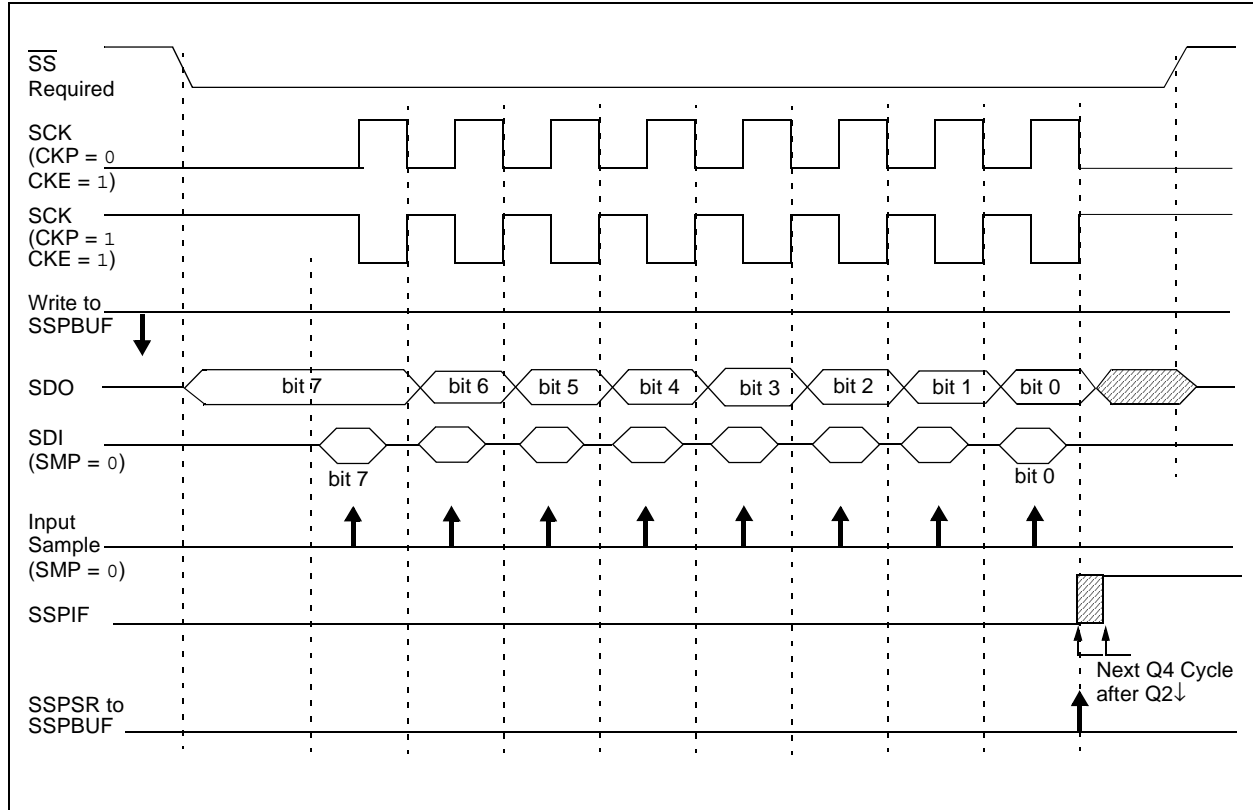 SS
Required
SCK
(CKP = 0
CKE = 1)
SCK
(CKP = 1
CKE = 1)
Write to
SSPBUF
SDO
bit 7
bit 6
bit 5
bit 4
bit 3
bit 2
bit 1
bit 0
SDI
(SMP = 0)
bit 7
bit 0
Input
Sample
(SMP = 0)
SSPIF
Next Q4 Cycle
after Q2↓
SSPSR to
SSPBUF